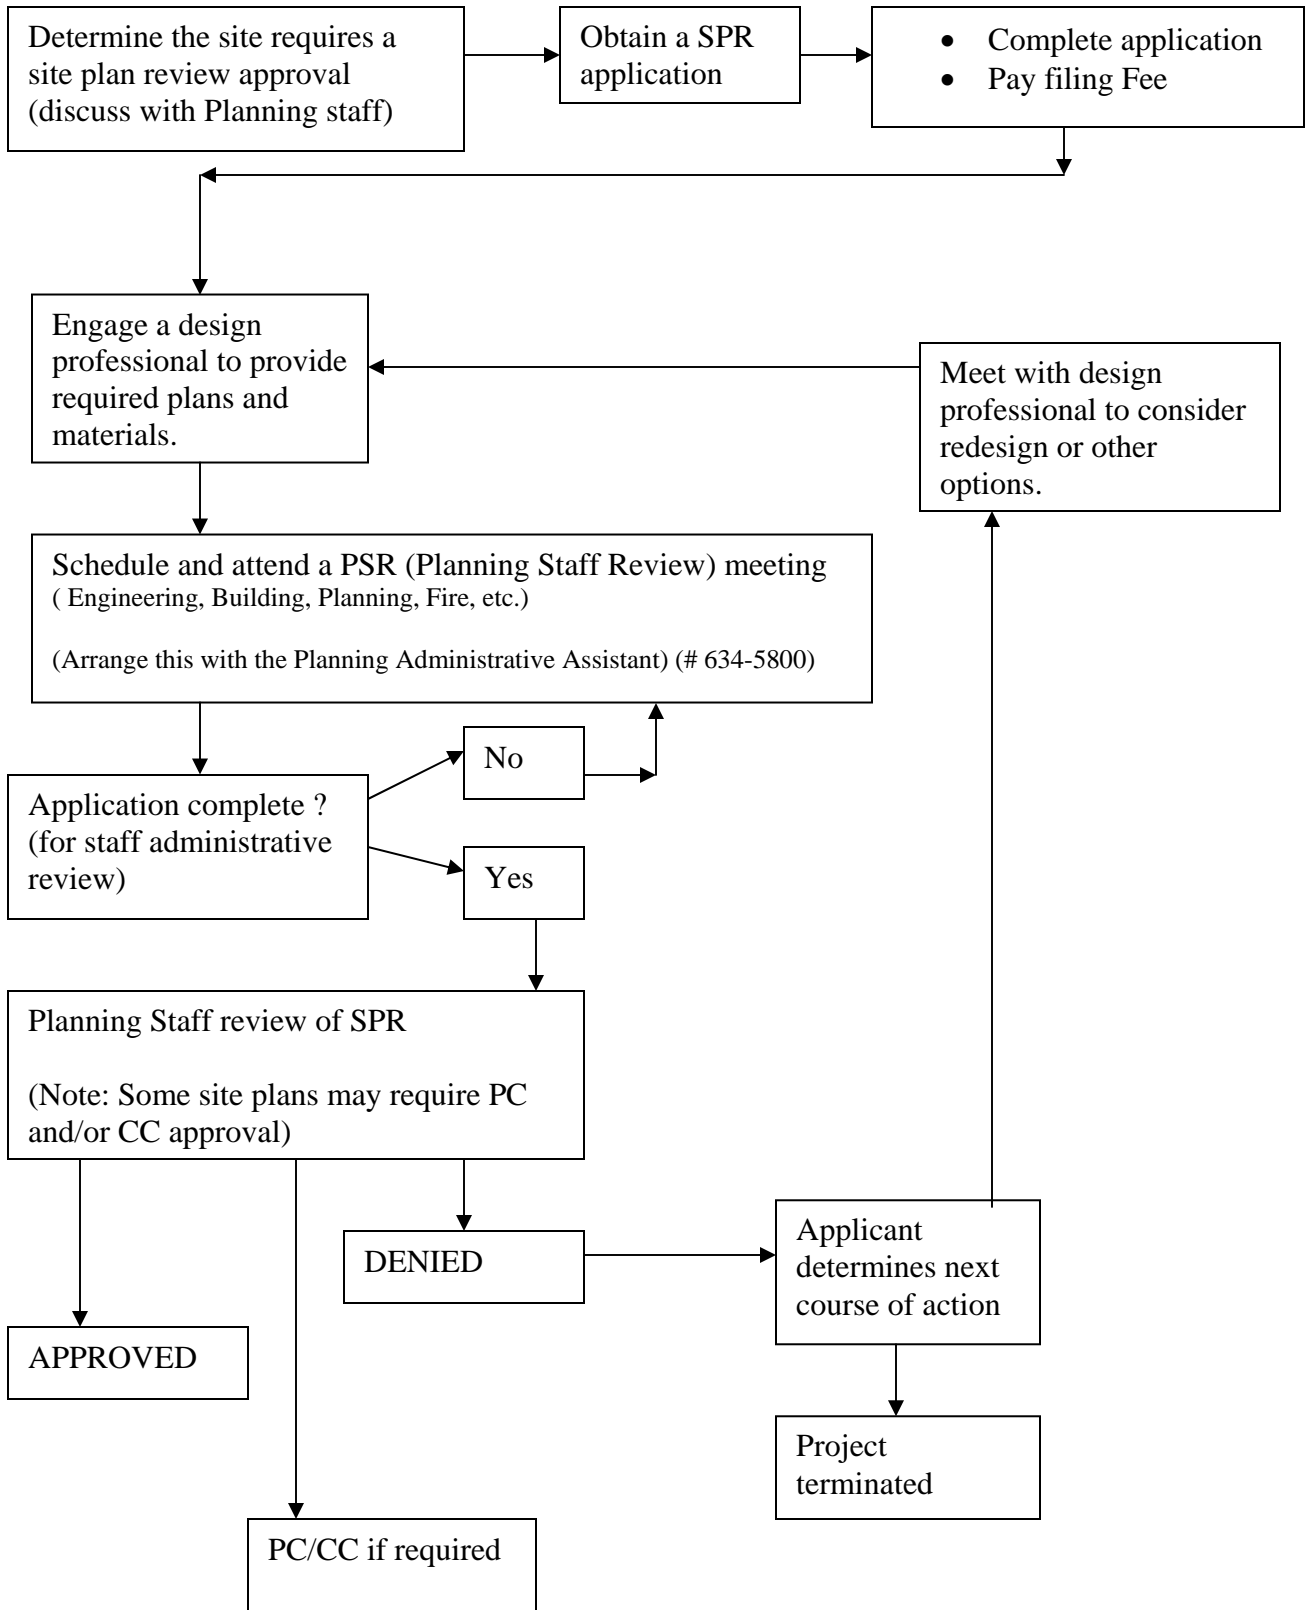 Determine the site requires a
site plan review approval
(discuss with Planning staff)
Obtain a SPR
application
• Complete application
• Pay filing Fee
Engage a design
professional to provide
required plans and
materials.
Meet with design
professional to consider
redesign or other
options.
Schedule and attend a PSR (Planning Staff Review) meeting
( Engineering, Building, Planning, Fire, etc.)
(Arrange this with the Planning Administrative Assistant) (# 634-5800)
No
Application complete ?
(for staff administrative
review)
Yes
Planning Staff review of SPR
(Note: Some site plans may require PC
and/or CC approval)
DENIED
Applicant
determines next
course of action
APPROVED
Project
terminated
PC/CC if required